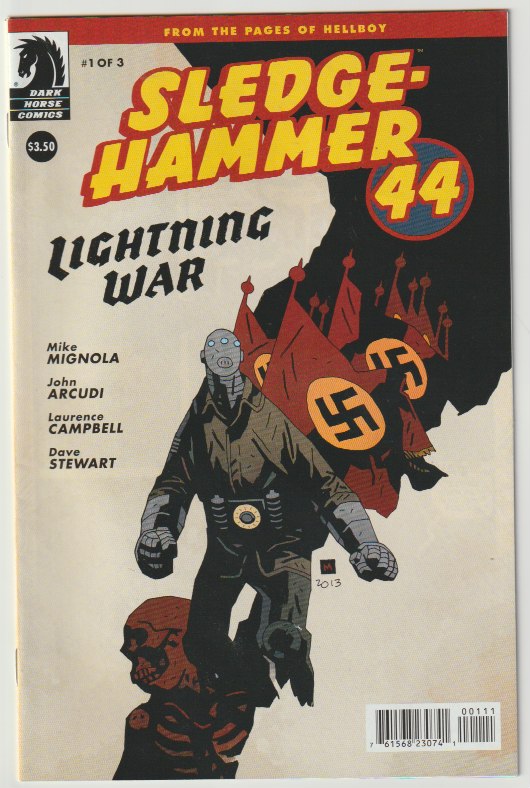 FROM THE PAGES OF HELLBOY
DARK
HORSE
COMICS
®
#1 OF 3
$3.50
SLEDGE-
HAMMER
44
™
LIGHTNING
WAR
Mike
MIGNOLA
John
ARCUDI
Laurence
CAMPBELL
Dave
STEWART
M
2013
00111
7 61568 23074 1